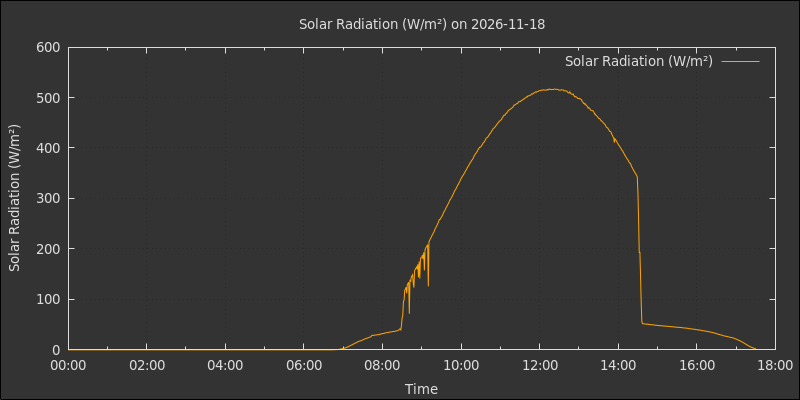 Solar Radiation (W/m²) on 2026-11-18
Solar Radiation (W/m²)
Solar Radiation (W/m²)
600
500
400
300
200
100
0
00:00 02:00 04:00 06:00 08:00 10:00 12:00 14:00 16:00 18:00
Time